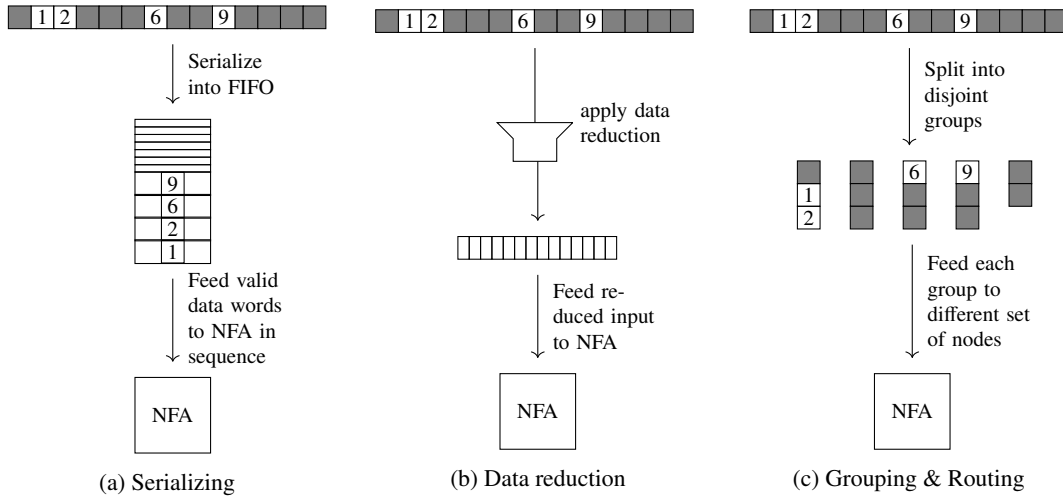 1 2 6 9
Serialize
into FIFO
9
6
2
1
Feed valid
data words
to NFA in
sequence
NFA
(a) Serializing
1 2 6 9
apply data
reduction
Feed re-
duced input
to NFA
NFA
(b) Data reduction
1 2 6 9
Split into
disjoint
groups
6 9
1
2
Feed each
group to
different set
of nodes
NFA
(c) Grouping & Routing